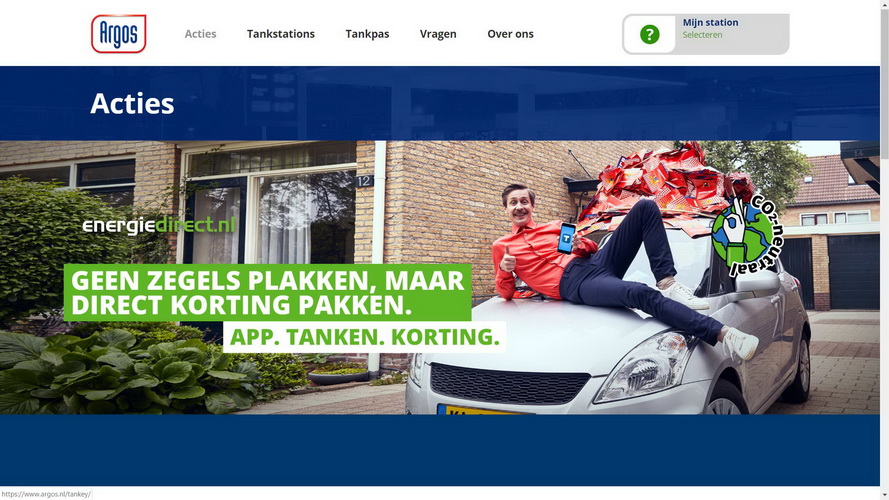 Argos
Acties
Tankstations
Tankpas
Vragen
Over ons
?
Mijn station
Selecteren
Acties
12
energiedirect.nl
CO2-neutraal
GEEN ZEGELS PLAKKEN, MAAR
DIRECT KORTING PAKKEN.
APP. TANKEN. KORTING.
https://www.argos.nl/tankey/